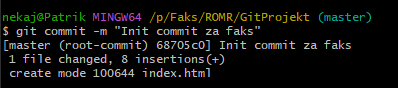 nekaj@Patrik MINGW64 /p/Faks/ROMR/GitProjekt (master)
$ git commit -m "Init commit za faks"
[master (root-commit) 68705c0] Init commit za faks
 1 file changed, 8 insertions(+)
 create mode 100644 index.html